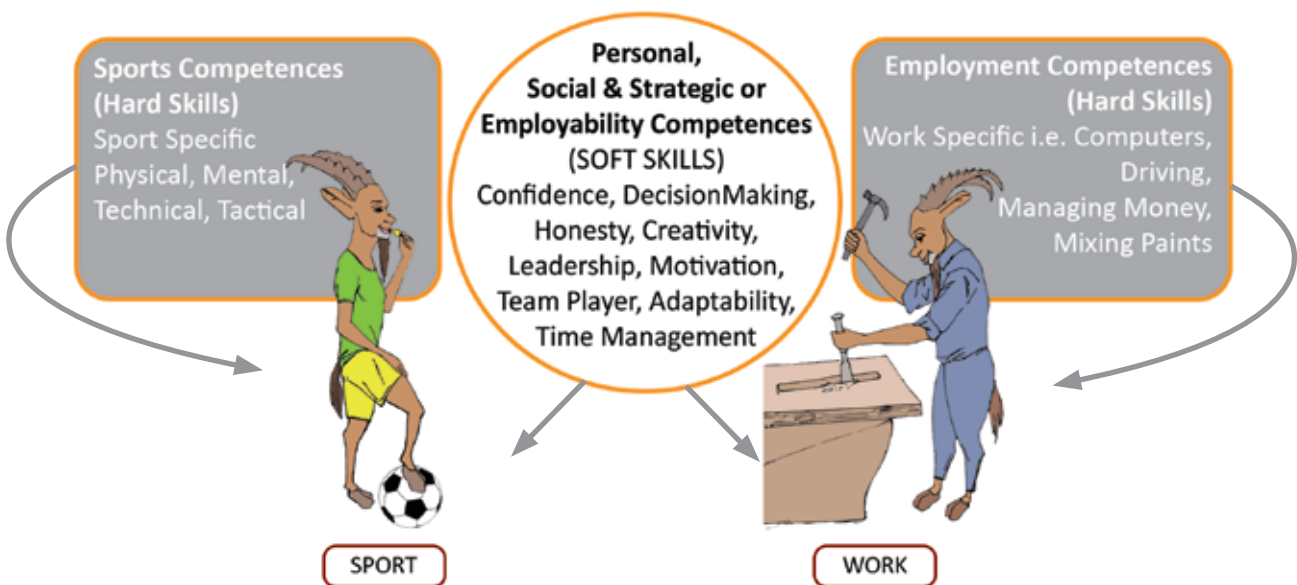 Sports Competences
(Hard Skills)
Sport Specific
Physical, Mental,
Technical, Tactical
Personal,
Social & Strategic or
Employability Competences
(SOFT SKILLS)
Confidence, DecisionMaking,
Honesty, Creativity,
Leadership, Motivation,
Team Player, Adaptability,
Time Management
Employment Competences
(Hard Skills)
Work Specific i.e. Computers,
Driving,
Managing Money,
Mixing Paints
SPORT
WORK